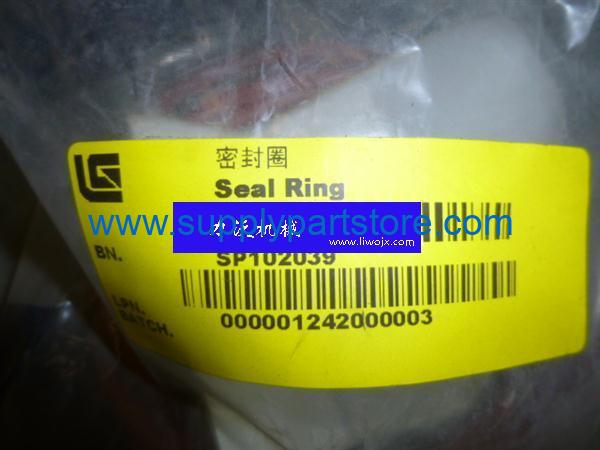 LG
密封圈
Seal Ring
www.supplypartstore.com
力沃机械
www.liwojx.com
BN.
SP102039
LPN.
BATCH.
000001242000003